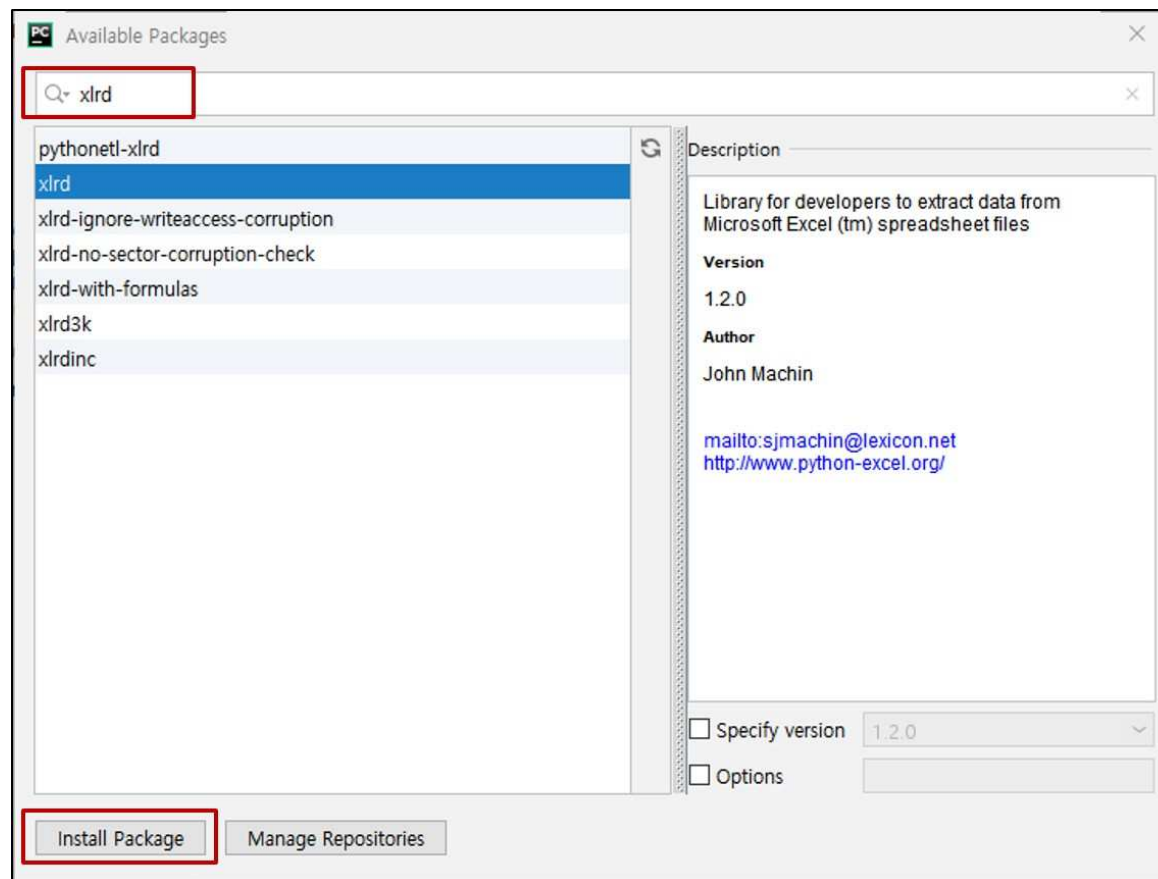 PC
Available Packages
xlrd
pythonetl-xlrd
xlrd
xlrd-ignore-writeaccess-corruption
xlrd-no-sector-corruption-check
xlrd-with-formulas
xlrd3k
xlrdinc
Description
Library for developers to extract data from
Microsoft Excel (tm) spreadsheet files
Version
1.2.0
Author
John Machin
mailto:sjmachin@lexicon.net
http://www.python-excel.org/
Specify version 1.2.0
Options
Install Package Manage Repositories